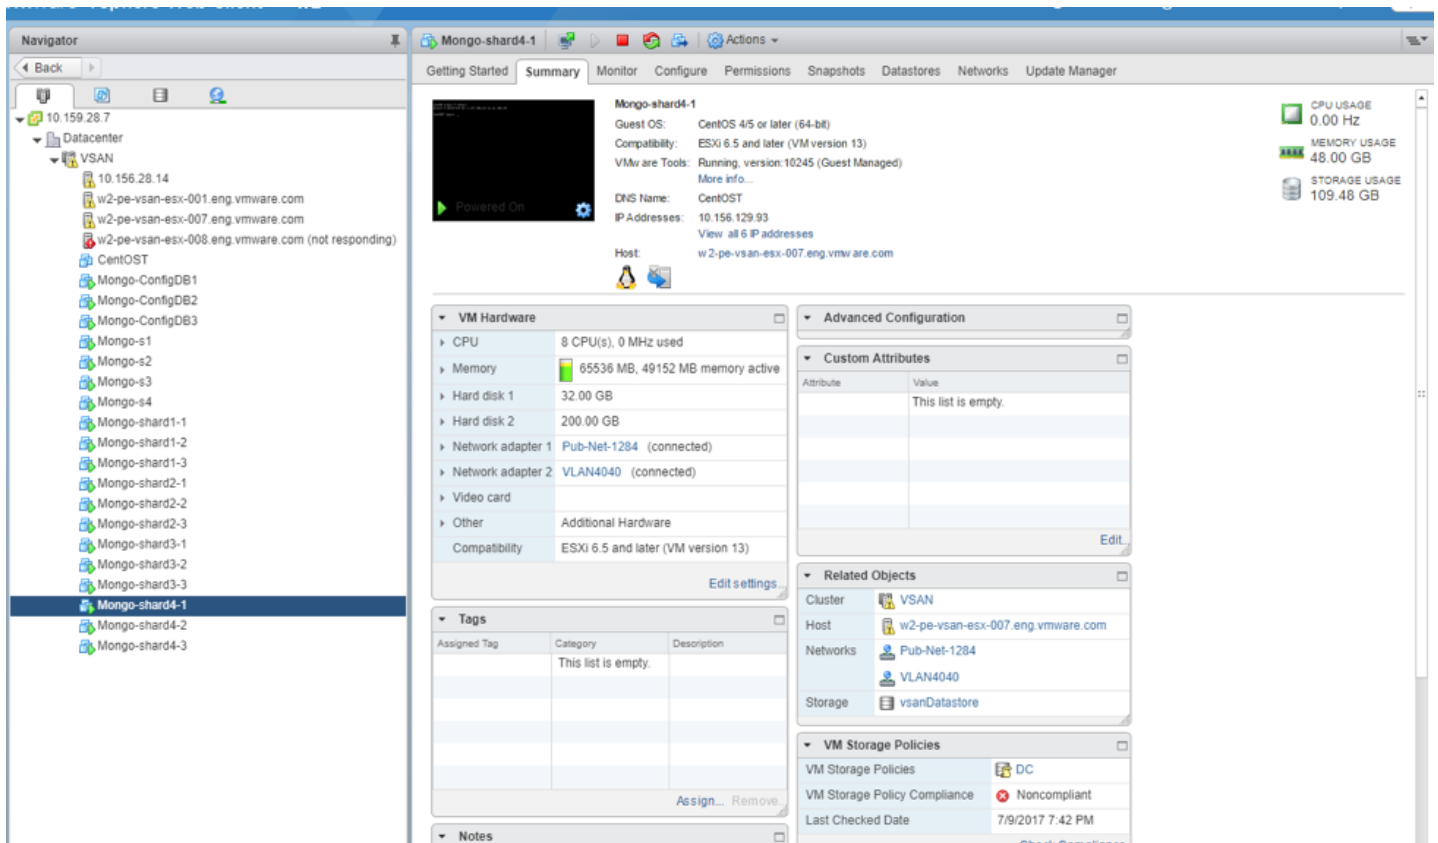 Navigator
Back
10.159.28.7
Datacenter
VSAN
10.156.28.14
w2-pe-vsan-esx-001.eng.vmware.com
w2-pe-vsan-esx-007.eng.vmware.com
w2-pe-vsan-esx-008.eng.vmware.com (not responding)
CentOST
Mongo-ConfigDB1
Mongo-ConfigDB2
Mongo-ConfigDB3
Mongo-s1
Mongo-s2
Mongo-s3
Mongo-s4
Mongo-shard1-1
Mongo-shard1-2
Mongo-shard1-3
Mongo-shard2-1
Mongo-shard2-2
Mongo-shard2-3
Mongo-shard3-1
Mongo-shard3-2
Mongo-shard3-3
Mongo-shard4-1
Mongo-shard4-2
Mongo-shard4-3
Mongo-shard4-1 Actions
Getting Started Summary Monitor Configure Permissions Snapshots Datastores Networks Update Manager
Powered On
Mongo-shard4-1
Guest OS: CentOS 4/5 or later (64-bit)
Compatibility: ESXi 6.5 and later (VM version 13)
VMware Tools: Running, version:10245 (Guest Managed)
More info...
DNS Name: CentOST
IP Addresses: 10.156.129.93
View all 6 IP addresses
Host: w2-pe-vsan-esx-007.eng.vmware.com
CPU USAGE
0.00 Hz
MEMORY USAGE
48.00 GB
STORAGE USAGE
109.48 GB
VM Hardware
CPU 8 CPU(s), 0 MHz used
Memory 65536 MB, 49152 MB memory active
Hard disk 1 32.00 GB
Hard disk 2 200.00 GB
Network adapter 1 Pub-Net-1284 (connected)
Network adapter 2 VLAN4040 (connected)
Video card
Other Additional Hardware
Compatibility ESXi 6.5 and later (VM version 13)
Edit settings...
Tags
Assigned Tag Category Description
This list is empty.
Assign... Remove...
Notes
Advanced Configuration
Custom Attributes
Attribute Value
This list is empty.
Edit...
Related Objects
Cluster VSAN
Host w2-pe-vsan-esx-007.eng.vmware.com
Networks Pub-Net-1284
VLAN4040
Storage vsanDatastore
VM Storage Policies
VM Storage Policies DC
VM Storage Policy Compliance Noncompliant
Last Checked Date 7/9/2017 7:42 PM